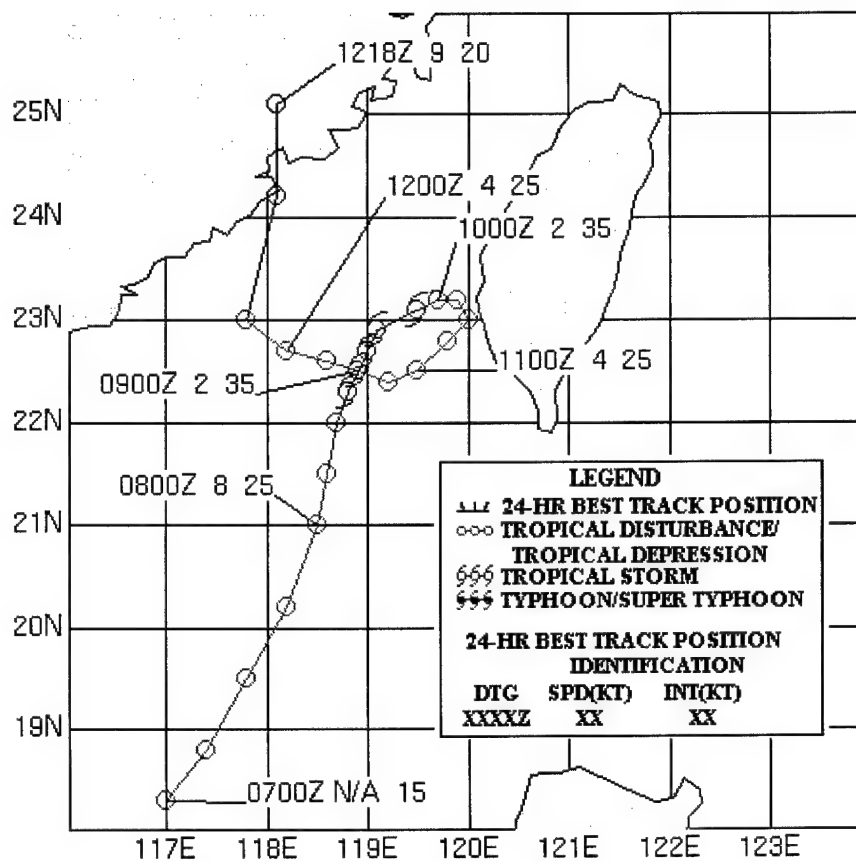 1218Z 9 20
25N
1200Z 4 25
24N
1000Z 2 35
23N
1100Z 4 25
0900Z 2 35
22N
0800Z 8 25
21N
20N
19N
0700Z N/A 15
LEGEND
24-HR BEST TRACK POSITION
TROPICAL DISTURBANCE/
TROPICAL DEPRESSION
TROPICAL STORM
TYPHOON/SUPER TYPHOON
24-HR BEST TRACK POSITION
IDENTIFICATION
DTG SPD(KT) INT(KT)
XXXXZ XX XX
117E 118E 119E 120E 121E 122E 123E